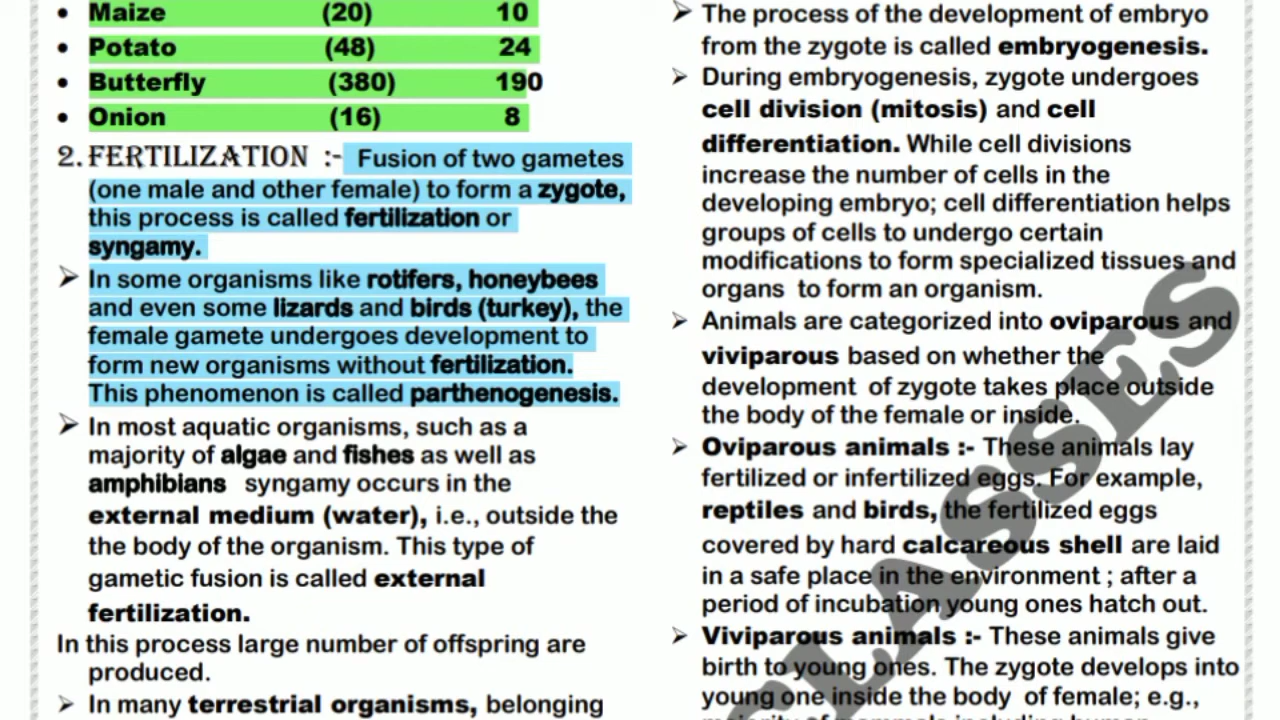 • Maize (20) 10
• Potato (48) 24
• Butterfly (380) 190
• Onion (16) 8
2. FERTILIZATION :- Fusion of two gametes
(one male and other female) to form a zygote,
this process is called fertilization or
syngamy.
➢ In some organisms like rotifers, honeybees
and even some lizards and birds (turkey), the
female gamete undergoes development to
form new organisms without fertilization.
This phenomenon is called parthenogenesis.
➢ In most aquatic organisms, such as a
majority of algae and fishes as well as
amphibians syngamy occurs in the
external medium (water), i.e., outside the
the body of the organism. This type of
gametic fusion is called external
fertilization.
In this process large number of offspring are
produced.
➢ In many terrestrial organisms, belonging
➢ The process of the development of embryo
from the zygote is called embryogenesis.
➢ During embryogenesis, zygote undergoes
cell division (mitosis) and cell
differentiation. While cell divisions
increase the number of cells in the
developing embryo; cell differentiation helps
groups of cells to undergo certain
modifications to form specialized tissues and
organs to form an organism.
➢ Animals are categorized into oviparous and
viviparous based on whether the
development of zygote takes place outside
the body of the female or inside.
➢ Oviparous animals :- These animals lay
fertilized or infertilized eggs. For example,
reptiles and birds, the fertilized eggs
covered by hard calcareous shell are laid
in a safe place in the environment ; after a
period of incubation young ones hatch out.
➢ Viviparous animals :- These animals give
birth to young ones. The zygote develops into
young one inside the body of female; e.g.,
majority of mammals including human
CLASSES